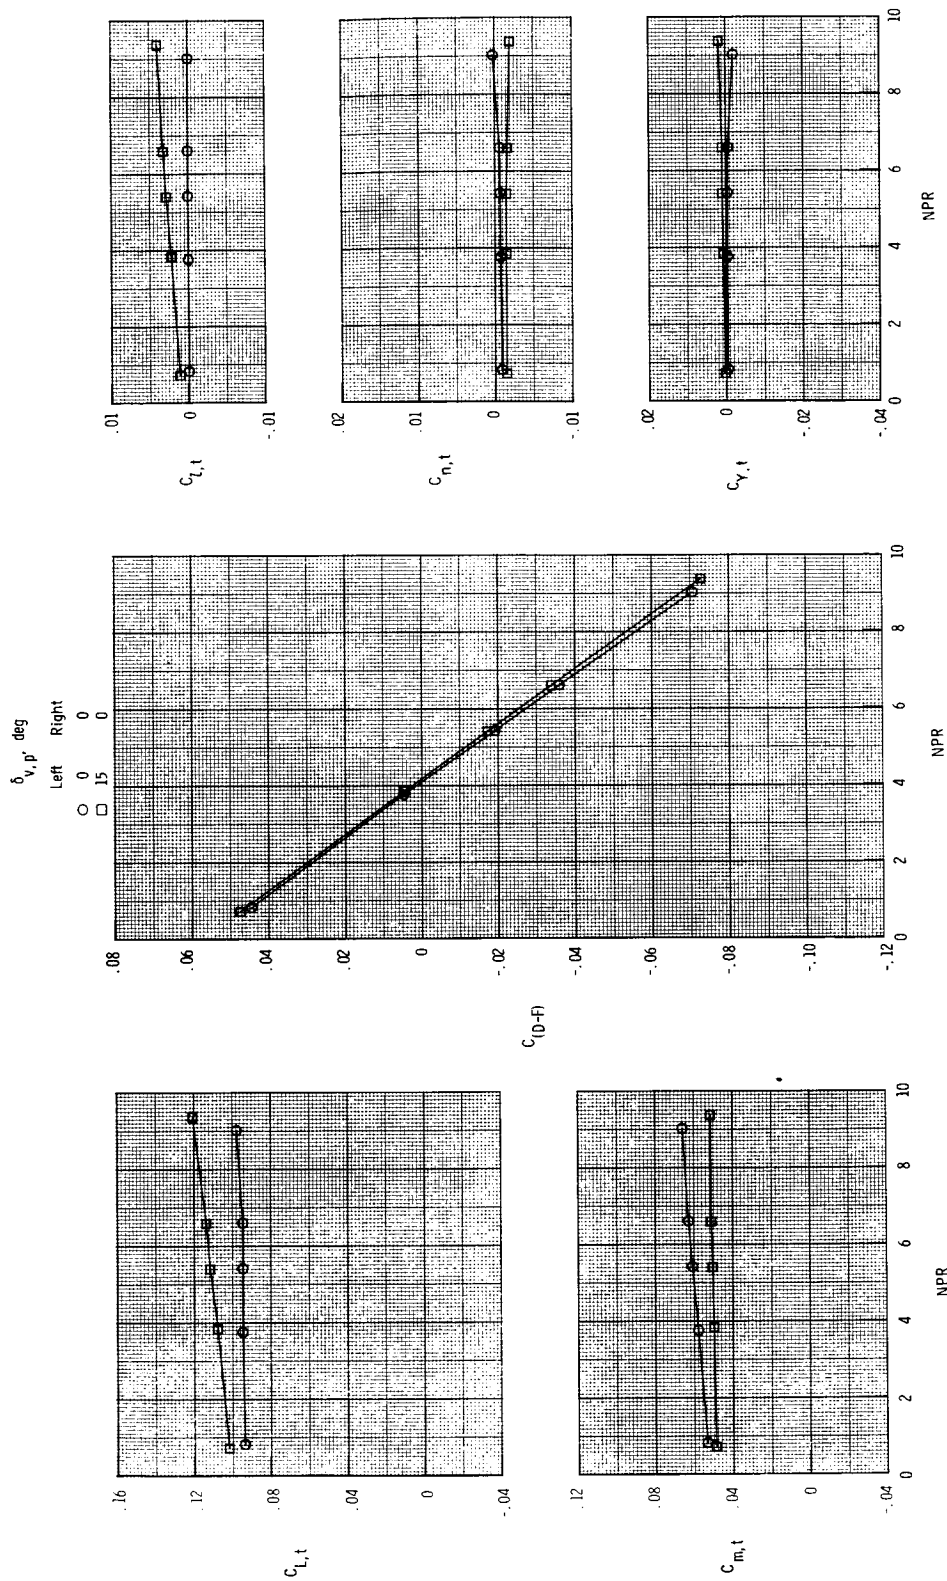 δv,p, deg
Left Right
○ 0 0
□ 15 0
CL,t
.16
.12
.08
.04
0
-.04
Cm,t
.12
.08
.04
0
-.04
0 2 4 6 8 10
NPR
C(D-F)
.08
.06
.04
.02
0
-.02
-.04
-.06
-.08
-.10
-.12
0 2 4 6 8 10
NPR
Cl,t
.01
0
-.01
Cn,t
.02
.01
0
-.01
CY,t
.02
0
-.02
-.04
0 2 4 6 8 10
NPR